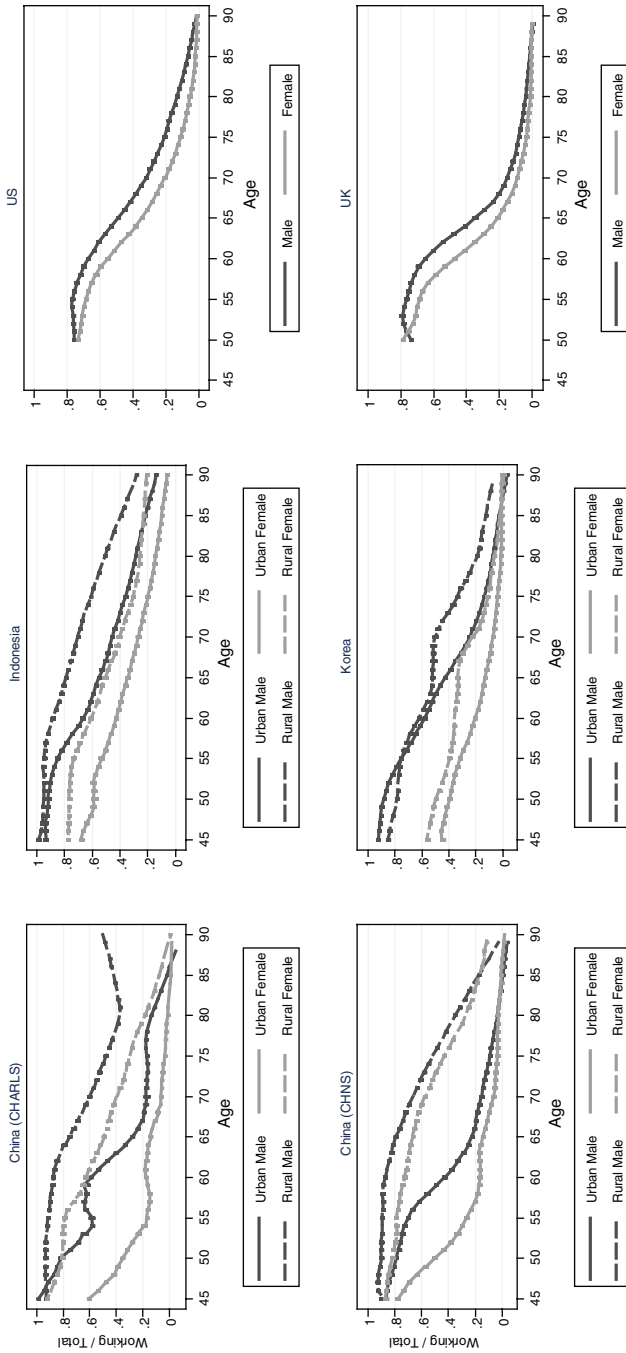 China (CHARLS)
Working / Total
1
.8
.6
.4
.2
0
45 50 55 60 65 70 75 80 85 90
Age
Urban Male Urban Female
Rural Male Rural Female
Indonesia
1
.8
.6
.4
.2
0
45 50 55 60 65 70 75 80 85 90
Age
Urban Male Urban Female
Rural Male Rural Female
US
1
.8
.6
.4
.2
0
45 50 55 60 65 70 75 80 85 90
Age
Male Female
China (CHNS)
Working / Total
1
.8
.6
.4
.2
0
45 50 55 60 65 70 75 80 85 90
Age
Urban Male Urban Female
Rural Male Rural Female
Korea
1
.8
.6
.4
.2
0
45 50 55 60 65 70 75 80 85 90
Age
Urban Male Urban Female
Rural Male Rural Female
UK
1
.8
.6
.4
.2
0
45 50 55 60 65 70 75 80 85 90
Age
Male Female